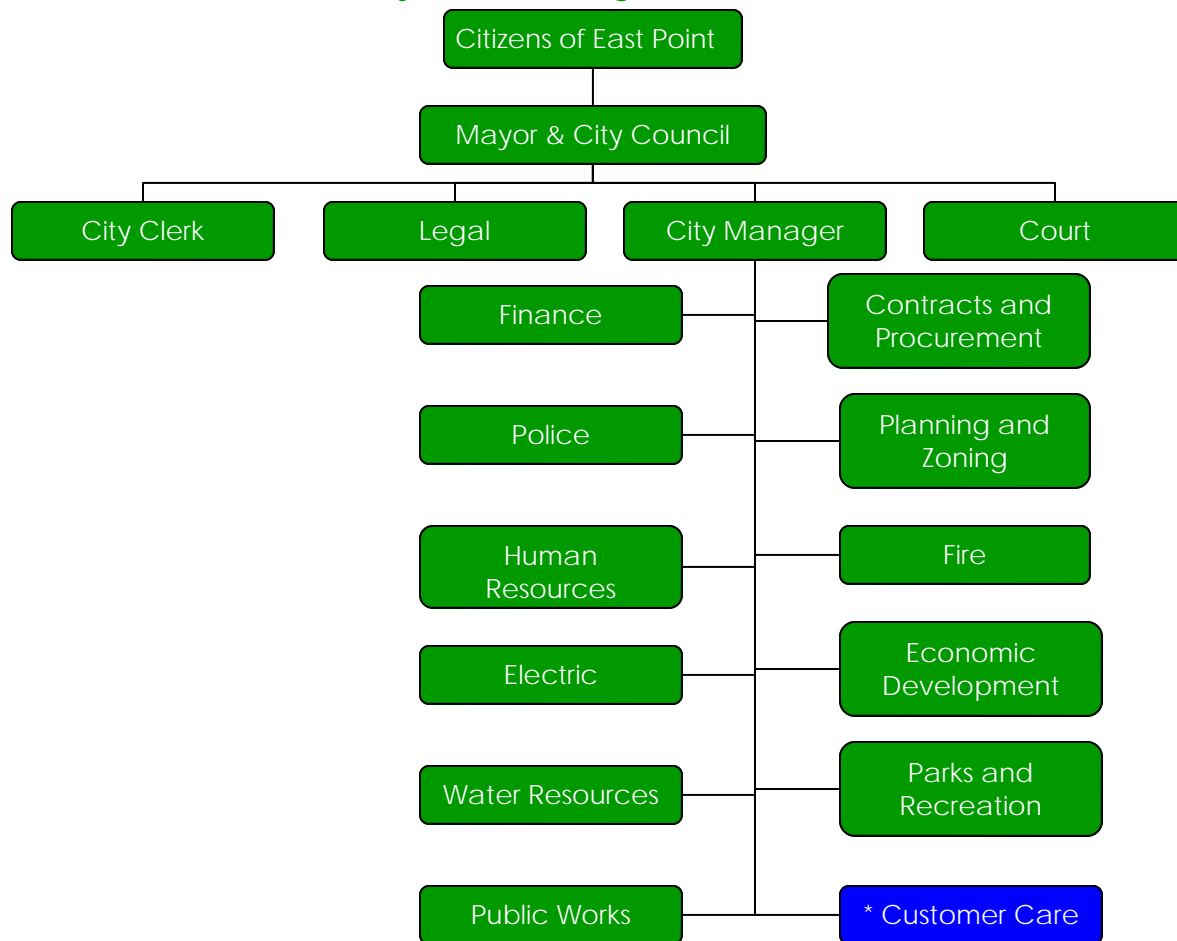 Citizens of East Point
Mayor & City Council
City Clerk
Legal
City Manager
Court
Finance
Contracts and
Procurement
Police
Planning and
Zoning
Human
Resources
Fire
Electric
Economic
Development
Water Resources
Parks and
Recreation
Public Works
* Customer Care